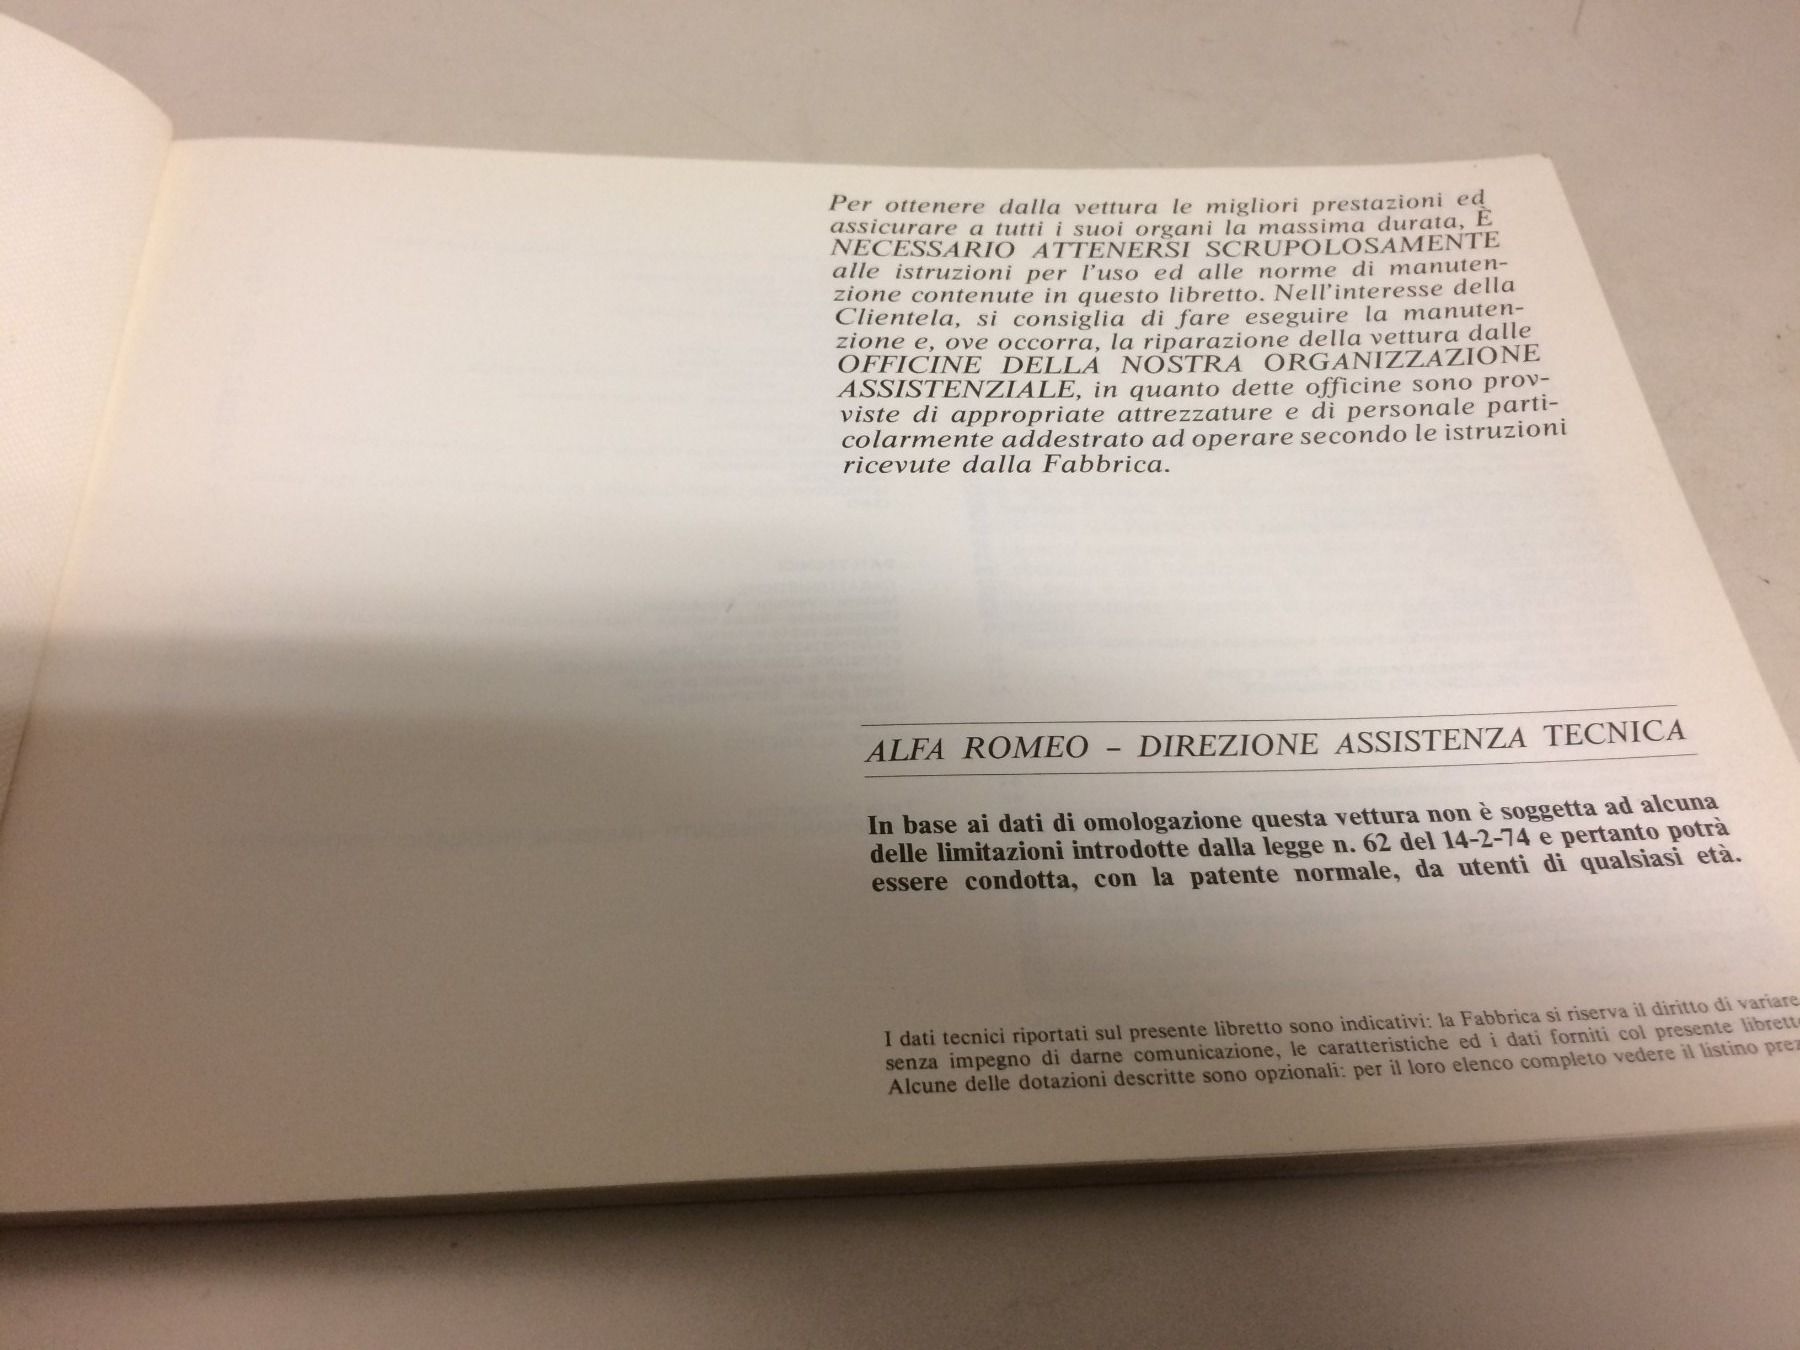 Per ottenere dalla vettura le migliori prestazioni ed
assicurare a tutti i suoi organi la massima durata, È
NECESSARIO ATTENERSI SCRUPOLOSAMENTE
alle istruzioni per l'uso ed alle norme di manuten-
zione contenute in questo libretto. Nell'interesse della
Clientela, si consiglia di fare eseguire la manuten-
zione e, ove occorra, la riparazione della vettura dalle
OFFICINE DELLA NOSTRA ORGANIZZAZIONE
ASSISTENZIALE, in quanto dette officine sono prov-
viste di appropriate attrezzature e di personale parti-
colarmente addestrato ad operare secondo le istruzioni
ricevute dalla Fabbrica.
ALFA ROMEO – DIREZIONE ASSISTENZA TECNICA
In base ai dati di omologazione questa vettura non è soggetta ad alcuna
delle limitazioni introdotte dalla legge n. 62 del 14-2-74 e pertanto potrà
essere condotta, con la patente normale, da utenti di qualsiasi età.
I dati tecnici riportati sul presente libretto sono indicativi: la Fabbrica si riserva il diritto di variare
senza impegno di darne comunicazione, le caratteristiche ed i dati forniti col presente libretto
Alcune delle dotazioni descritte sono opzionali: per il loro elenco completo vedere il listino prez